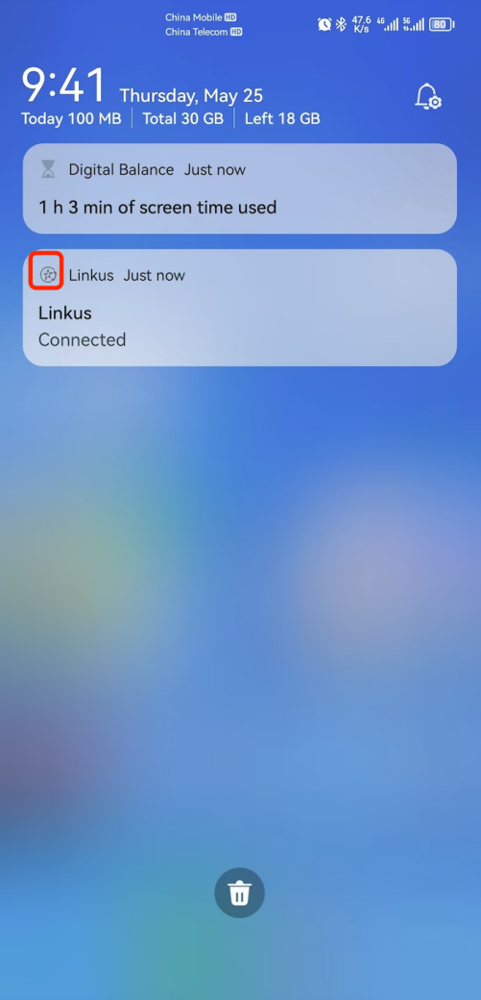 China Mobile HD
China Telecom HD
47.6 K/s 4G 5G 80
9:41 Thursday, May 25
Today 100 MB Total 30 GB Left 18 GB
Digital Balance Just now
1 h 3 min of screen time used
Linkus Just now
Linkus
Connected